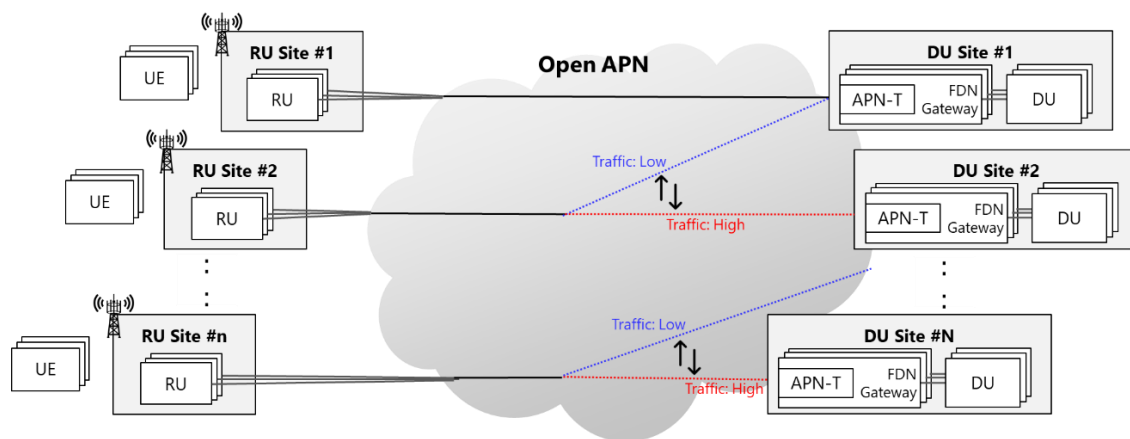 RU Site #1
UE
RU
Open APN
DU Site #1
APN-T
FDN
Gateway
DU
Traffic: Low
RU Site #2
UE
RU
Traffic: High
DU Site #2
APN-T
FDN
Gateway
DU
RU Site #n
UE
RU
Traffic: Low
Traffic: High
DU Site #N
APN-T
FDN
Gateway
DU